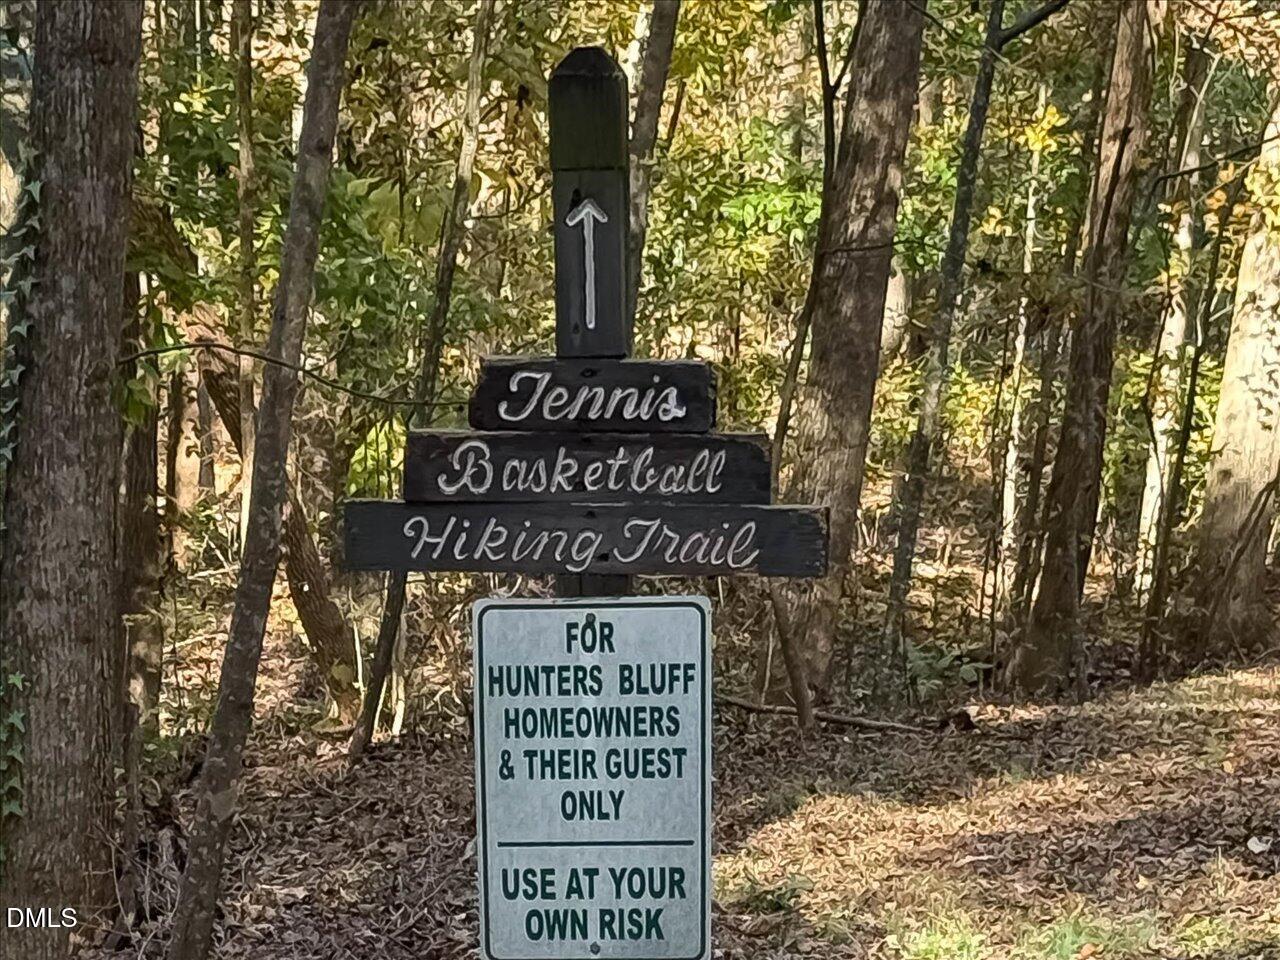 Tennis
Basketball
Hiking Trail
FOR
HUNTERS BLUFF
HOMEOWNERS
& THEIR GUEST
ONLY
USE AT YOUR
OWN RISK
DMLS